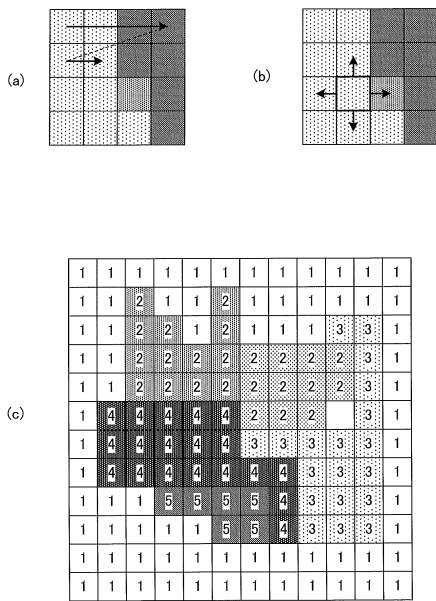 (a)
(b)
(c)
1 1 1 1 1 1 1 1 1 1 1 1
1 1 2 1 1 2 1 1 1 1 1 1
1 1 2 2 1 2 1 1 1 3 3 1
1 1 2 2 2 2 2 2 2 2 3 1
1 1 2 2 2 2 2 2 2 2 3 1
1 4 4 4 4 4 2 2 2 3 1
1 4 4 4 4 4 3 3 3 3 3 1
1 4 4 4 4 4 4 4 3 3 3 1
1 1 1 5 5 5 5 4 3 3 3 1
1 1 1 1 1 5 5 4 3 3 3 1
1 1 1 1 1 1 1 1 1 1 1 1
1 1 1 1 1 1 1 1 1 1 1 1